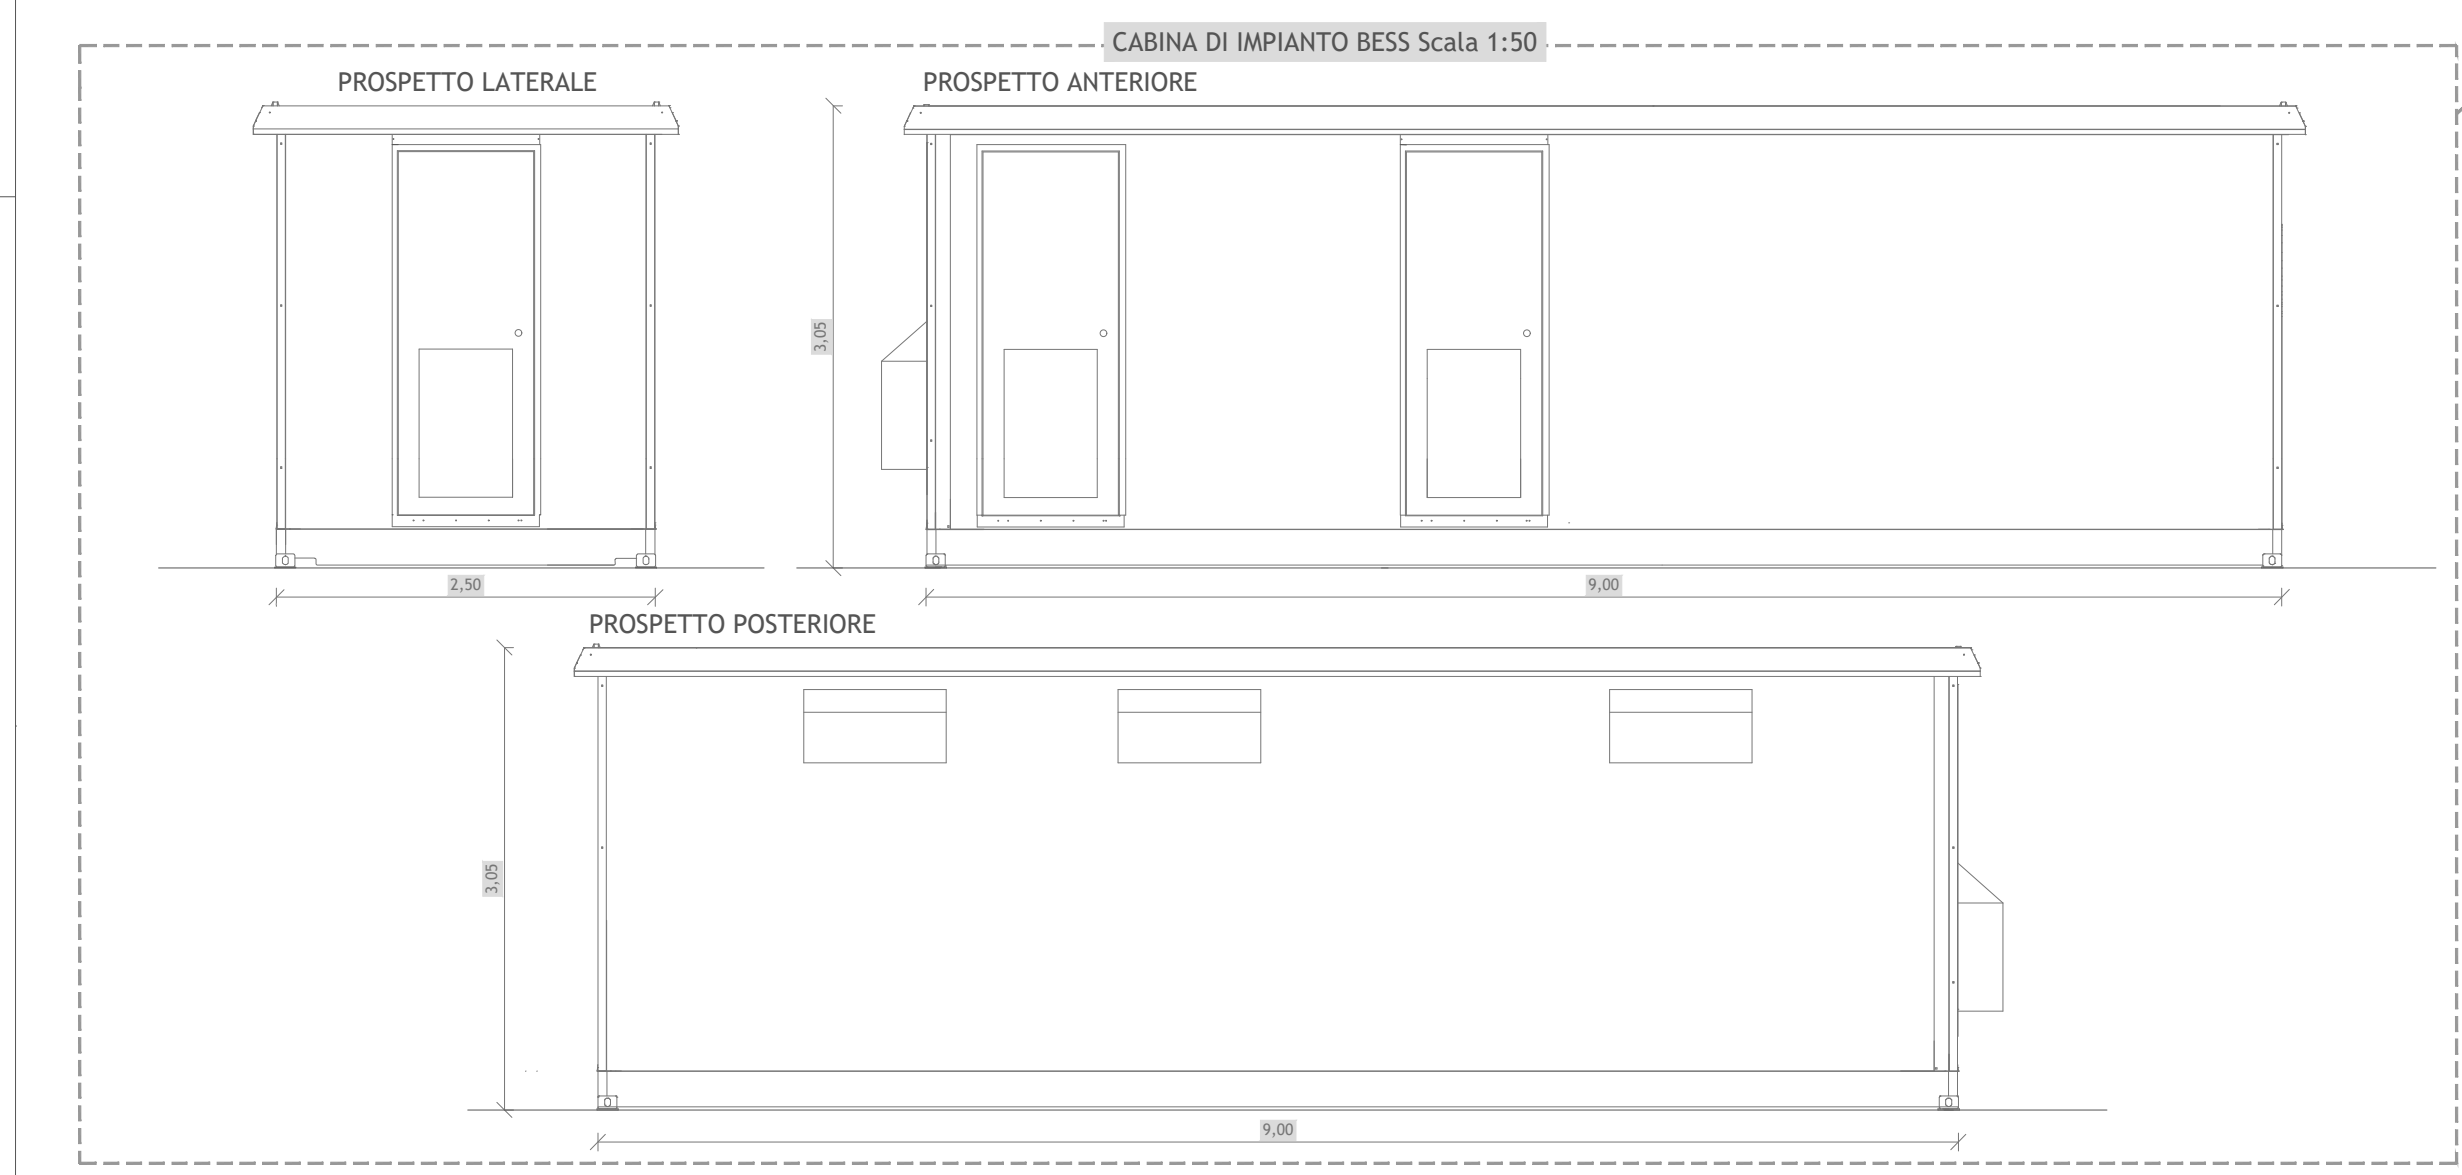 CABINA DI IMPIANTO BESS Scala 1:50
PROSPETTO LATERALE
PROSPETTO ANTERIORE
3,05
2,50
9,00
PROSPETTO POSTERIORE
3,05
9,00